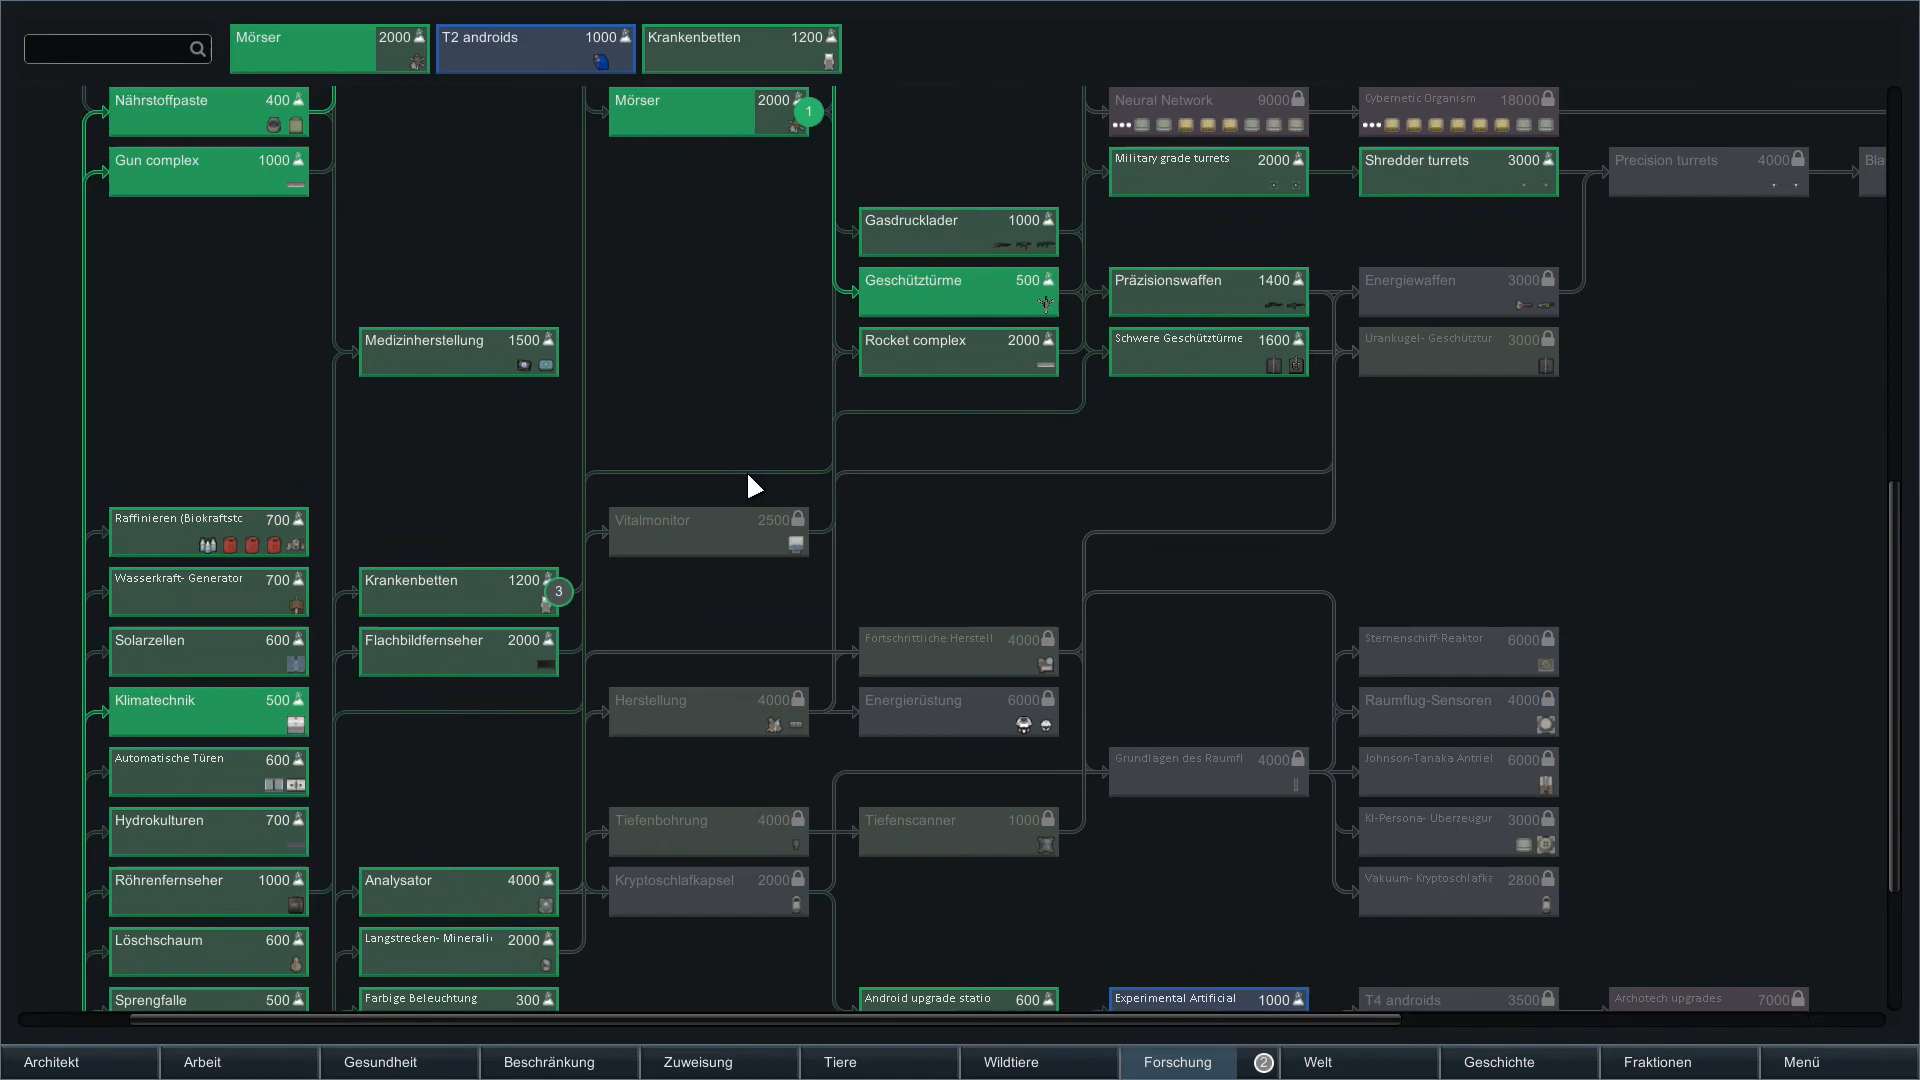 Mörser 2000
T2 androids 1000
Krankenbetten 1200
Nährstoffpaste 400
Mörser 2000
1
Neural Network 9000
Cybernetic Organism 18000
Gun complex 1000
Military grade turrets 2000
Shredder turrets 3000
Precision turrets 4000
Bla
Gasdrucklader 1000
Geschütztürme 500
Präzisionswaffen 1400
Energiewaffen 3000
Medizinherstellung 1500
Rocket complex 2000
Schwere Geschütztürme 1600
Urankugel- Geschütztur 3000
Raffinieren (Biokraftstc 700
Vitalmonitor 2500
Wasserkraft- Generator 700
Krankenbetten 1200
3
Solarzellen 600
Flachbildfernseher 2000
Fortschrittliche Herstell 4000
Sternenschiff-Reaktor 6000
Klimatechnik 500
Herstellung 4000
Energierüstung 6000
Raumflug-Sensoren 4000
Automatische Türen 600
Grundlagen des Raumfl 4000
Johnson-Tanaka Antriel 6000
Hydrokulturen 700
Tiefenbohrung 4000
Tiefenscanner 1000
KI-Persona- Überzeugur 3000
Röhrenfernseher 1000
Analysator 4000
Kryptoschlafkapsel 2000
Vakuum- Kryptoschlafka 2800
Löschschaum 600
Langstrecken- Mineralie 2000
Sprengfalle 500
Farbige Beleuchtung 300
Android upgrade statio 600
Experimental Artificial 1000
T4 androids 3500
Archotech upgrades 7000
Architekt Arbeit Gesundheit Beschränkung Zuweisung Tiere Wildtiere Forschung 2 Welt Geschichte Fraktionen Menü